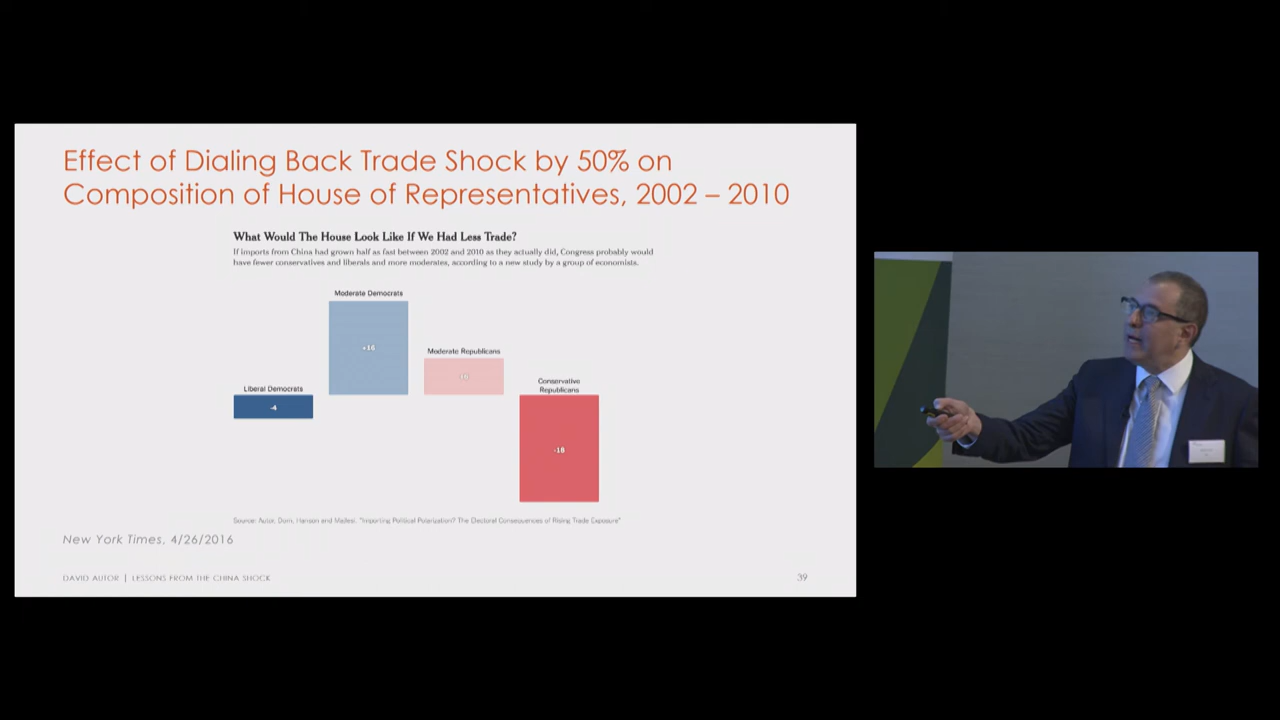 Effect of Dialing Back Trade Shock by 50% on
Composition of House of Representatives, 2002 – 2010
What Would The House Look Like If We Had Less Trade?
If imports from China had grown half as fast between 2002 and 2010 as they actually did, Congress probably would
have fewer conservatives and liberals and more moderates, according to a new study by a group of economists.
Moderate Democrats
+16
Moderate Republicans
Conservative
Republicans
Liberal Democrats
-4
-18
Source: Autor, Dorn, Hanson and Majlesi. "Importing Political Polarization? The Electoral Consequences of Rising Trade Exposure"
New York Times, 4/26/2016
DAVID AUTOR | LESSONS FROM THE CHINA SHOCK
39